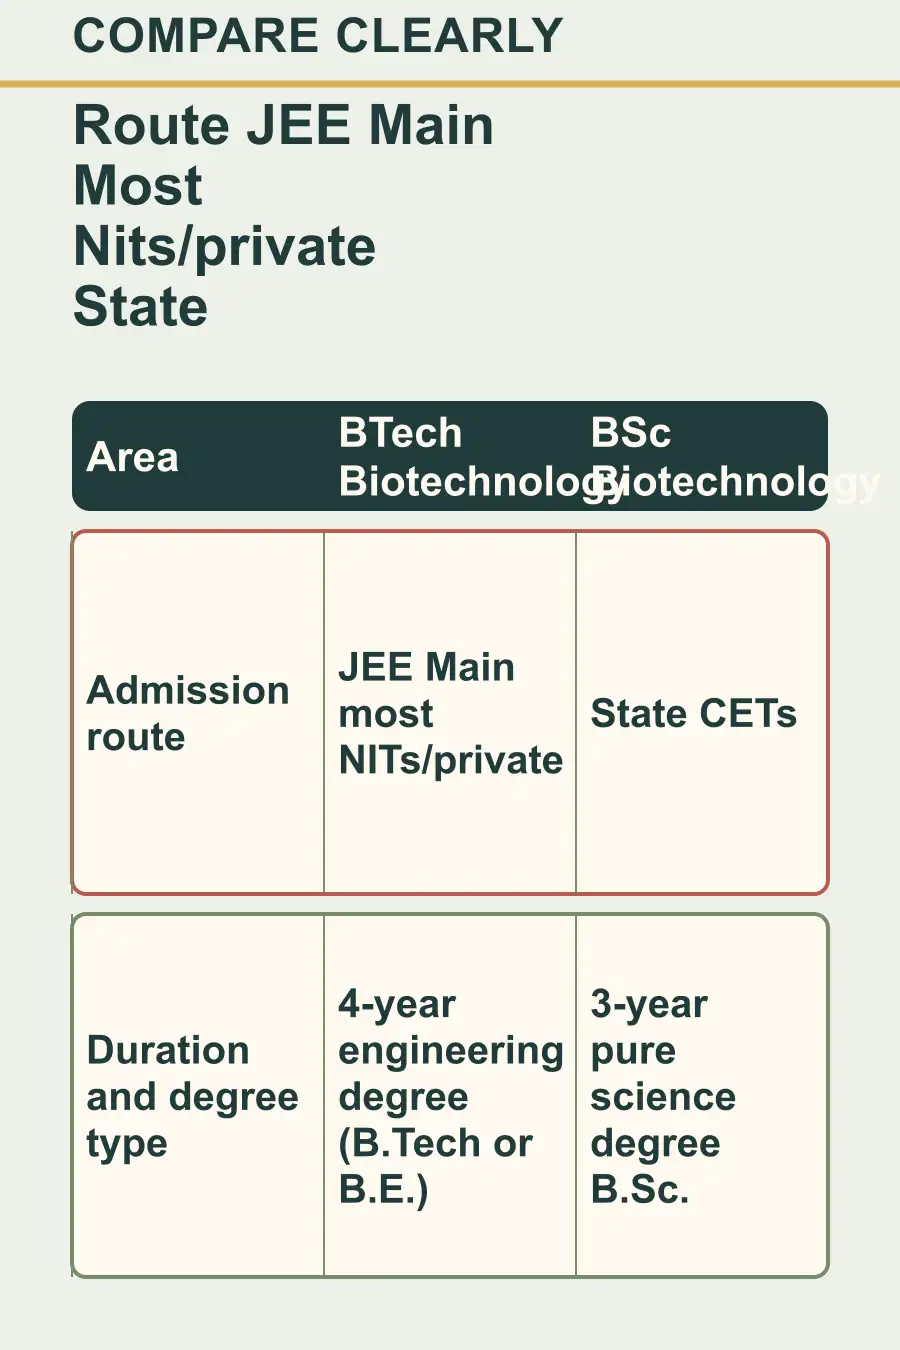 COMPARE CLEARLY
Route JEE Main
Most
Nits/private
State
Area
BTech
Biotechnology
BSc
Biotechnology
Admission
route
JEE Main
most
NITs/private
State CETs
Duration
and degree
type
4-year
engineering
degree
(B.Tech or
B.E.)
3-year
pure
science
degree
B.Sc.